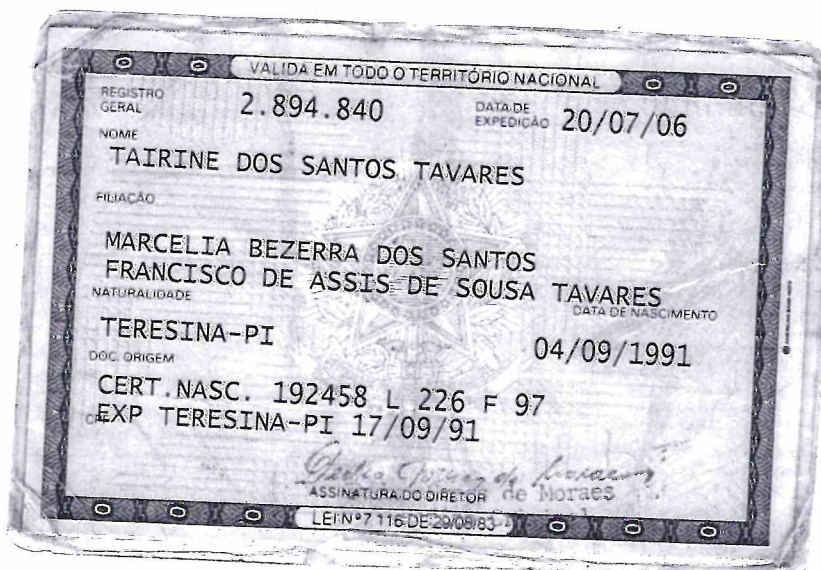 VALIDA EM TODO O TERRITÓRIO NACIONAL
REGISTRO GERAL 2.894.840 DATA DE EXPEDIÇÃO 20/07/06
NOME
TAIRINE DOS SANTOS TAVARES
FILIAÇÃO
MARCELIA BEZERRA DOS SANTOS
FRANCISCO DE ASSIS DE SOUSA TAVARES
NATURALIDADE DATA DE NASCIMENTO
TERESINA-PI 04/09/1991
DOC. ORIGEM
CERT.NASC. 192458 L 226 F 97
EXP TERESINA-PI 17/09/91
ASSINATURA DO DIRETOR de Moraes
LEI Nº 7 116 DE 29/08/83